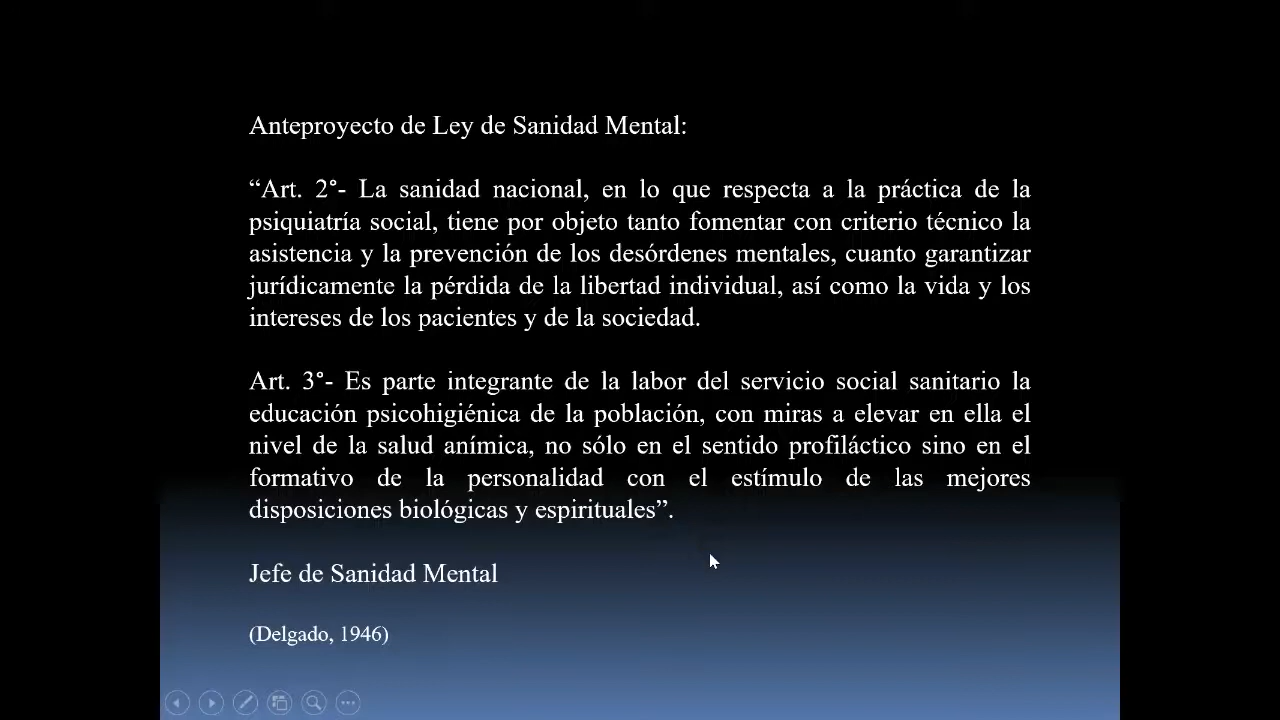 Anteproyecto de Ley de Sanidad Mental:
“Art. 2°- La sanidad nacional, en lo que respecta a la práctica de la
psiquiatría social, tiene por objeto tanto fomentar con criterio técnico la
asistencia y la prevención de los desórdenes mentales, cuanto garantizar
jurídicamente la pérdida de la libertad individual, así como la vida y los
intereses de los pacientes y de la sociedad.
Art. 3°- Es parte integrante de la labor del servicio social sanitario la
educación psicohigiénica de la población, con miras a elevar en ella el
nivel de la salud anímica, no sólo en el sentido profiláctico sino en el
formativo de la personalidad con el estímulo de las mejores
disposiciones biológicas y espirituales”.
Jefe de Sanidad Mental
(Delgado, 1946)